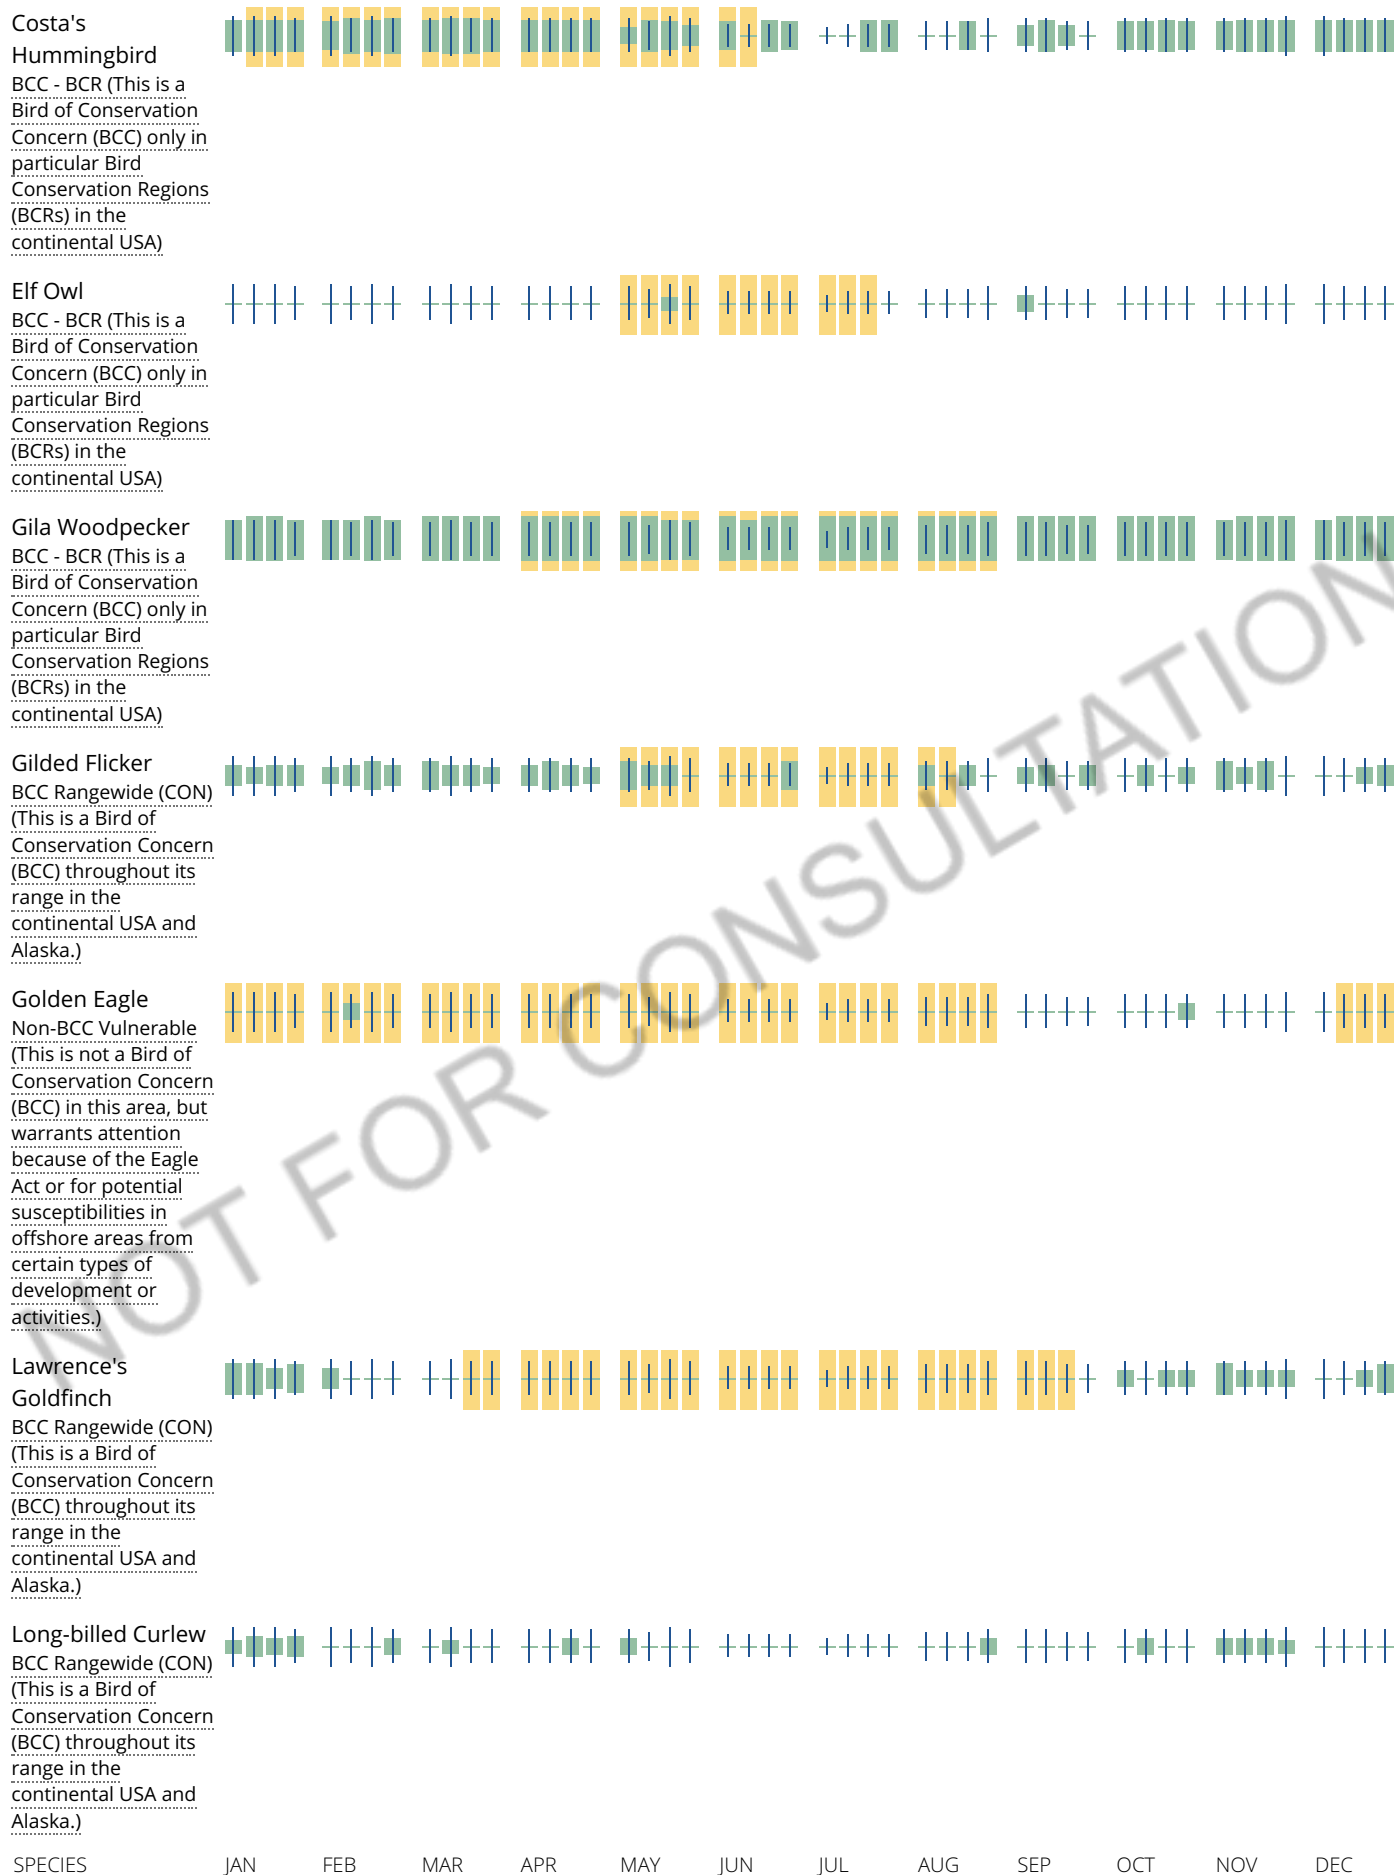 Costa's
Hummingbird
BCC - BCR (This is a
Bird of Conservation
Concern (BCC) only in
particular Bird
Conservation Regions
(BCRs) in the
continental USA)
Elf Owl
BCC - BCR (This is a
Bird of Conservation
Concern (BCC) only in
particular Bird
Conservation Regions
(BCRs) in the
continental USA)
Gila Woodpecker
BCC - BCR (This is a
Bird of Conservation
Concern (BCC) only in
particular Bird
Conservation Regions
(BCRs) in the
continental USA)
Gilded Flicker
BCC Rangewide (CON)
(This is a Bird of
Conservation Concern
(BCC) throughout its
range in the
continental USA and
Alaska.)
Golden Eagle
Non-BCC Vulnerable
(This is not a Bird of
Conservation Concern
(BCC) in this area, but
warrants attention
because of the Eagle
Act or for potential
susceptibilities in
offshore areas from
certain types of
development or
activities.)
Lawrence's
Goldfinch
BCC Rangewide (CON)
(This is a Bird of
Conservation Concern
(BCC) throughout its
range in the
continental USA and
Alaska.)
Long-billed Curlew
BCC Rangewide (CON)
(This is a Bird of
Conservation Concern
(BCC) throughout its
range in the
continental USA and
Alaska.)
SPECIES JAN FEB MAR APR MAY JUN JUL AUG SEP OCT NOV DEC
NOT FOR CONSULTATION